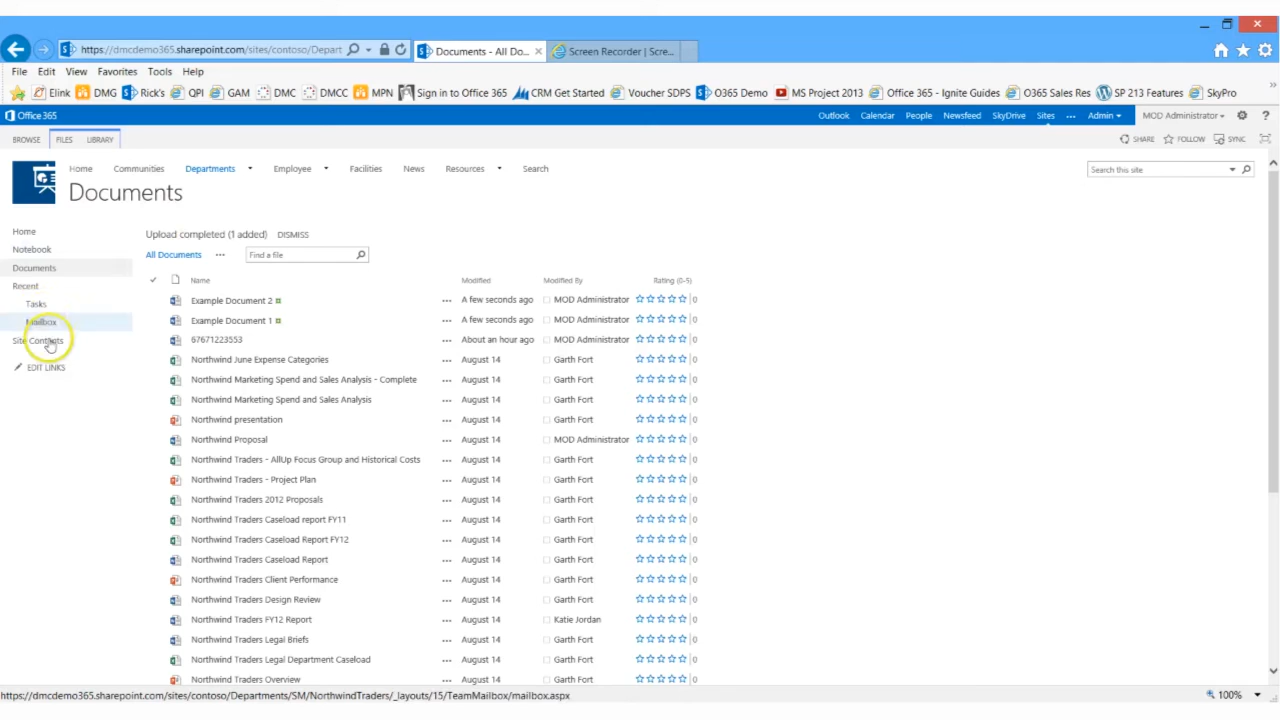 https://dmcdemo365.sharepoint.com/sites/contoso/Depart
Documents - All Do...
Screen Recorder | Scre...
File Edit View Favorites Tools Help
Elink DMG Rick's QPI GAM DMC DMCC MPN Sign in to Office 365 CRM Get Started Voucher SDPS O365 Demo MS Project 2013 Office 365 - Ignite Guides O365 Sales Res SP 213 Features SkyPro
Office 365
Outlook Calendar People Newsfeed SkyDrive Sites ... Admin MOD Administrator ?
BROWSE FILES LIBRARY
SHARE FOLLOW SYNC
Home Communities Departments Employee Facilities News Resources Search
Search this site
Documents
Home
Notebook
Documents
Recent
Tasks
Mailbox
Site Contents
EDIT LINKS
Upload completed (1 added) DISMISS
All Documents ... Find a file
Name Modified Modified By Rating (0-5)
Example Document 2 ... A few seconds ago MOD Administrator 0
Example Document 1 ... A few seconds ago MOD Administrator 0
67671223553 ... About an hour ago MOD Administrator 0
Northwind June Expense Categories ... August 14 Garth Fort 0
Northwind Marketing Spend and Sales Analysis - Complete ... August 14 Garth Fort 0
Northwind Marketing Spend and Sales Analysis ... August 14 Garth Fort 0
Northwind presentation ... August 14 Garth Fort 0
Northwind Proposal ... August 14 MOD Administrator 0
Northwind Traders - AllUp Focus Group and Historical Costs ... August 14 Garth Fort 0
Northwind Traders - Project Plan ... August 14 Garth Fort 0
Northwind Traders 2012 Proposals ... August 14 Garth Fort 0
Northwind Traders Caseload report FY11 ... August 14 Garth Fort 0
Northwind Traders Caseload Report FY12 ... August 14 Garth Fort 0
Northwind Traders Caseload Report ... August 14 Garth Fort 0
Northwind Traders Client Performance ... August 14 Garth Fort 0
Northwind Traders Design Review ... August 14 Garth Fort 0
Northwind Traders FY12 Report ... August 14 Katie Jordan 0
Northwind Traders Legal Briefs ... August 14 Garth Fort 0
Northwind Traders Legal Department Caseload ... August 14 Garth Fort 0
Northwind Traders Overview ... August 14 Garth Fort 0
https://dmcdemo365.sharepoint.com/sites/contoso/Departments/SM/NorthwindTraders/_layouts/15/TeamMailbox/mailbox.aspx
100%